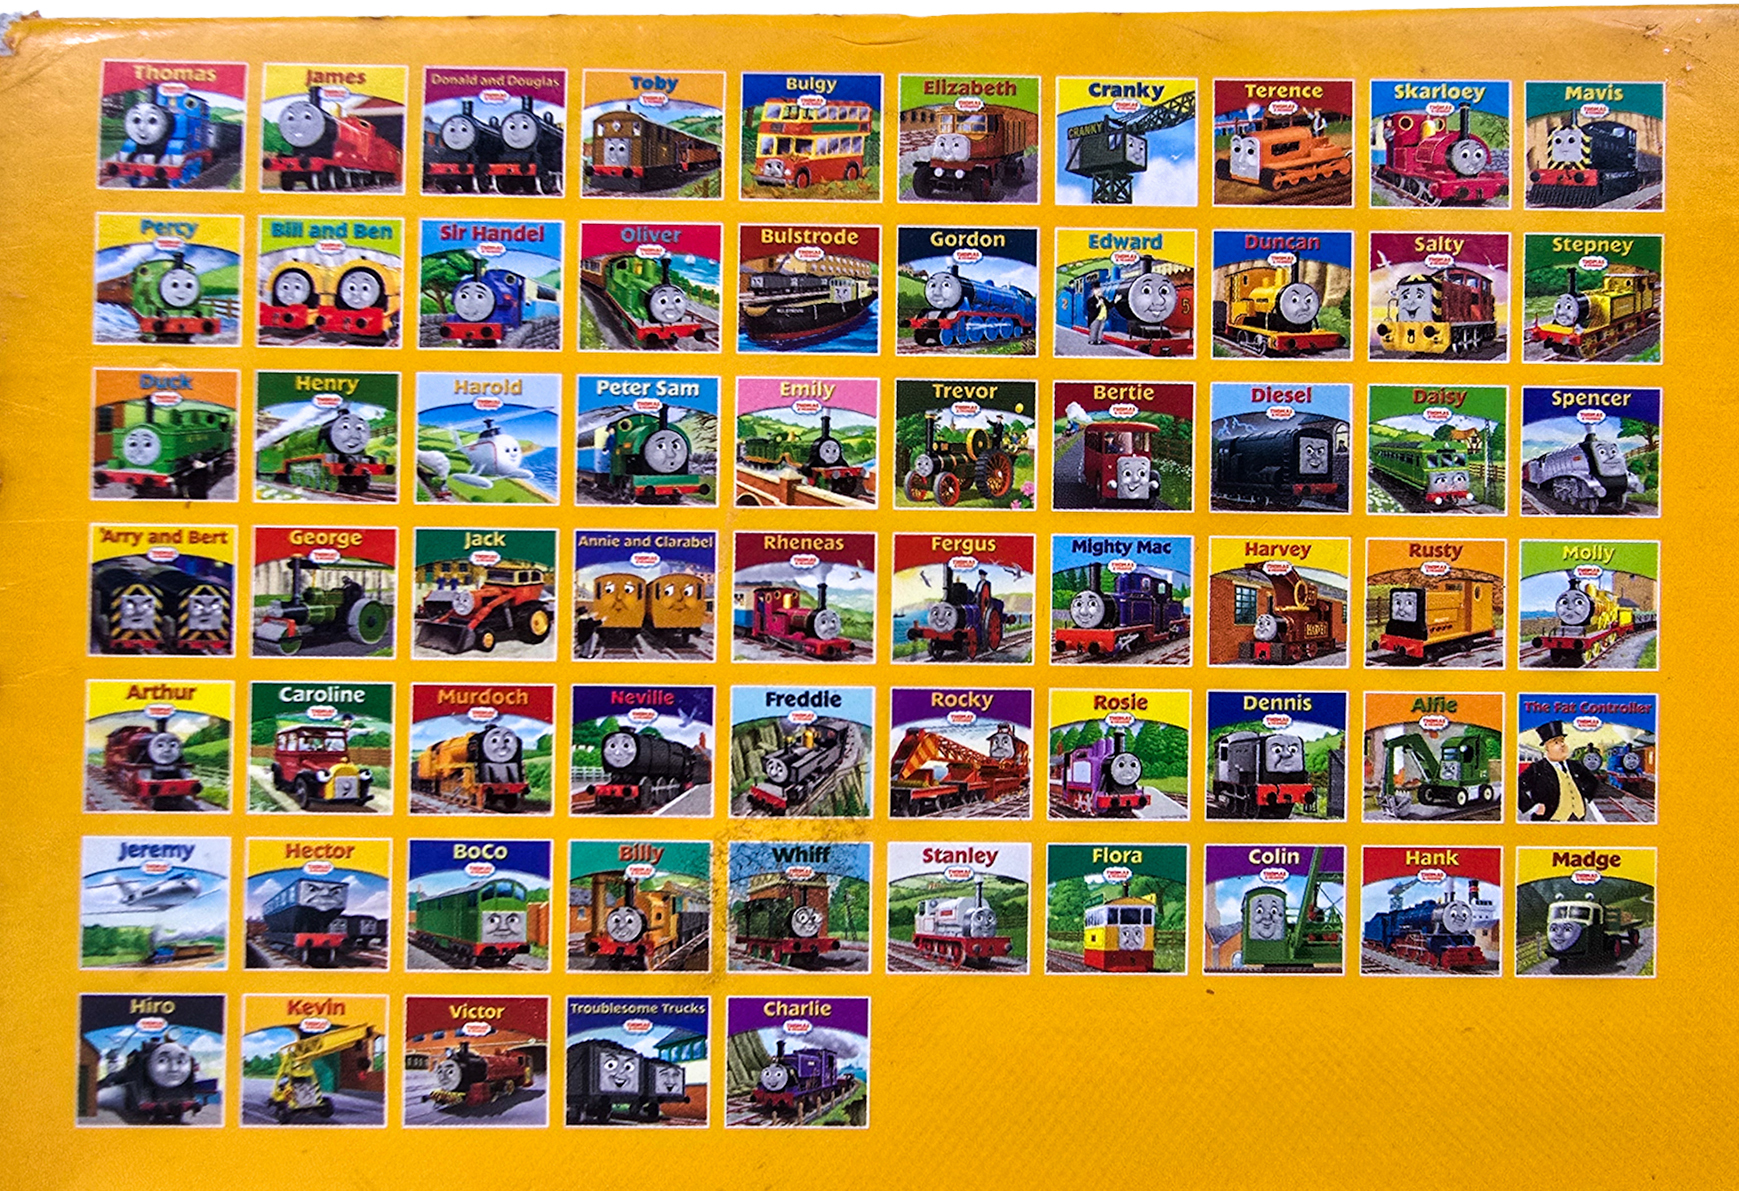 Thomas James Donald and Douglas Toby Bulgy Elizabeth Cranky Terence Skarloey Mavis
CRANKY
Percy Bill and Ben Sir Handel Oliver Bulstrode Gordon Edward Duncan Salty Stepney
Duck Henry Harold Peter Sam Emily Trevor Bertie Diesel Daisy Spencer
'Arry and Bert George Jack Annie and Clarabel Rheneas Fergus Mighty Mac Harvey Rusty Molly
Arthur Caroline Murdoch Neville Freddie Rocky Rosie Dennis Alfie The Fat Controller
Jeremy Hector BoCo Billy Whiff Stanley Flora Colin Hank Madge
Hiro Kevin Victor Troublesome Trucks Charlie